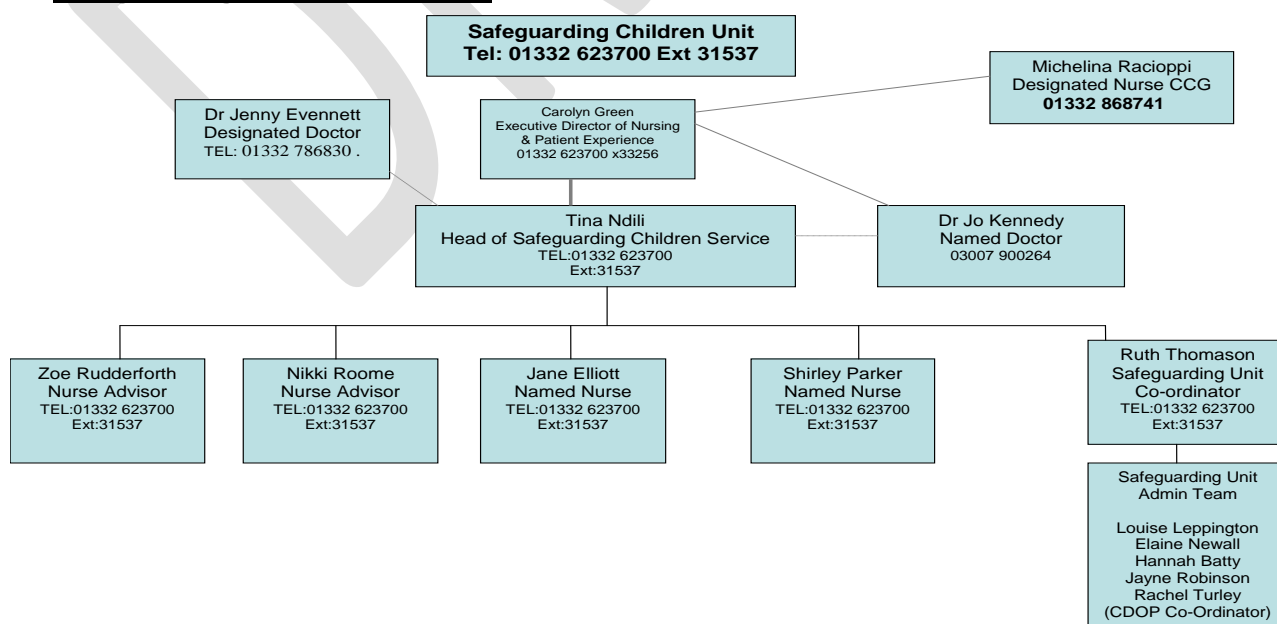 Safeguarding Children Unit
Tel: 01332 623700 Ext 31537
Michelina Racioppi
Designated Nurse CCG
01332 868741
Dr Jenny Evennett
Designated Doctor
TEL: 01332 786830 .
Carolyn Green
Executive Director of Nursing
& Patient Experience
01332 623700 x33256
Tina Ndili
Head of Safeguarding Children Service
TEL:01332 623700
Ext:31537
Dr Jo Kennedy
Named Doctor
03007 900264
Zoe Rudderforth
Nurse Advisor
TEL:01332 623700
Ext:31537
Nikki Roome
Nurse Advisor
TEL:01332 623700
Ext:31537
Jane Elliott
Named Nurse
TEL:01332 623700
Ext:31537
Shirley Parker
Named Nurse
TEL:01332 623700
Ext:31537
Ruth Thomason
Safeguarding Unit
Co-ordinator
TEL:01332 623700
Ext:31537
Safeguarding Unit
Admin Team
Louise Leppington
Elaine Newall
Hannah Batty
Jayne Robinson
Rachel Turley
(CDOP Co-Ordinator)